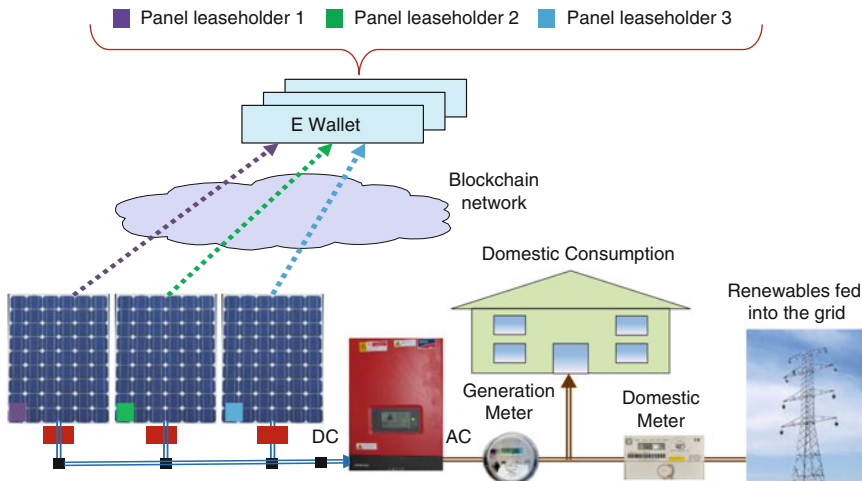 Panel leaseholder 1
Panel leaseholder 2
Panel leaseholder 3
E Wallet
Blockchain
network
Domestic Consumption
Renewables fed
into the grid
Generation
Meter
Domestic
Meter
DC
AC